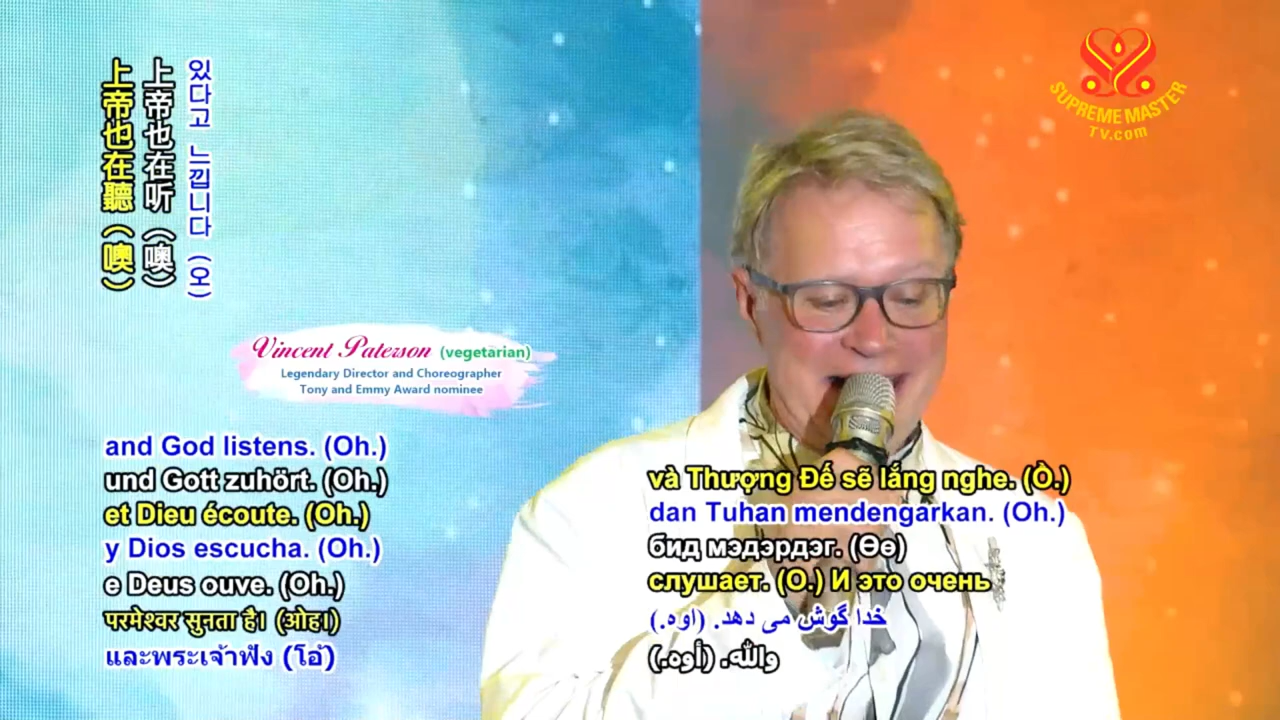 있다고 느낍니다 (오)
上帝也在听（噢）
上帝也在聽（噢）
SUPREME MASTER
TV.com
Vincent Paterson (vegetarian)
Legendary Director and Choreographer
Tony and Emmy Award nominee
and God listens. (Oh.)
und Gott zuhört. (Oh.)
et Dieu écoute. (Oh.)
y Dios escucha. (Oh.)
e Deus ouve. (Oh.)
परमेश्वर सुनता है। (ओह।)
และพระเจ้าฟัง (โอ้)
và Thượng Đế sẽ lắng nghe. (Ò.)
dan Tuhan mendengarkan. (Oh.)
бид мэдэрдэг. (Өө)
слушает. (О.) И это очень
خدا گوش می دهد. (اوه.)
والله. (أوه.)